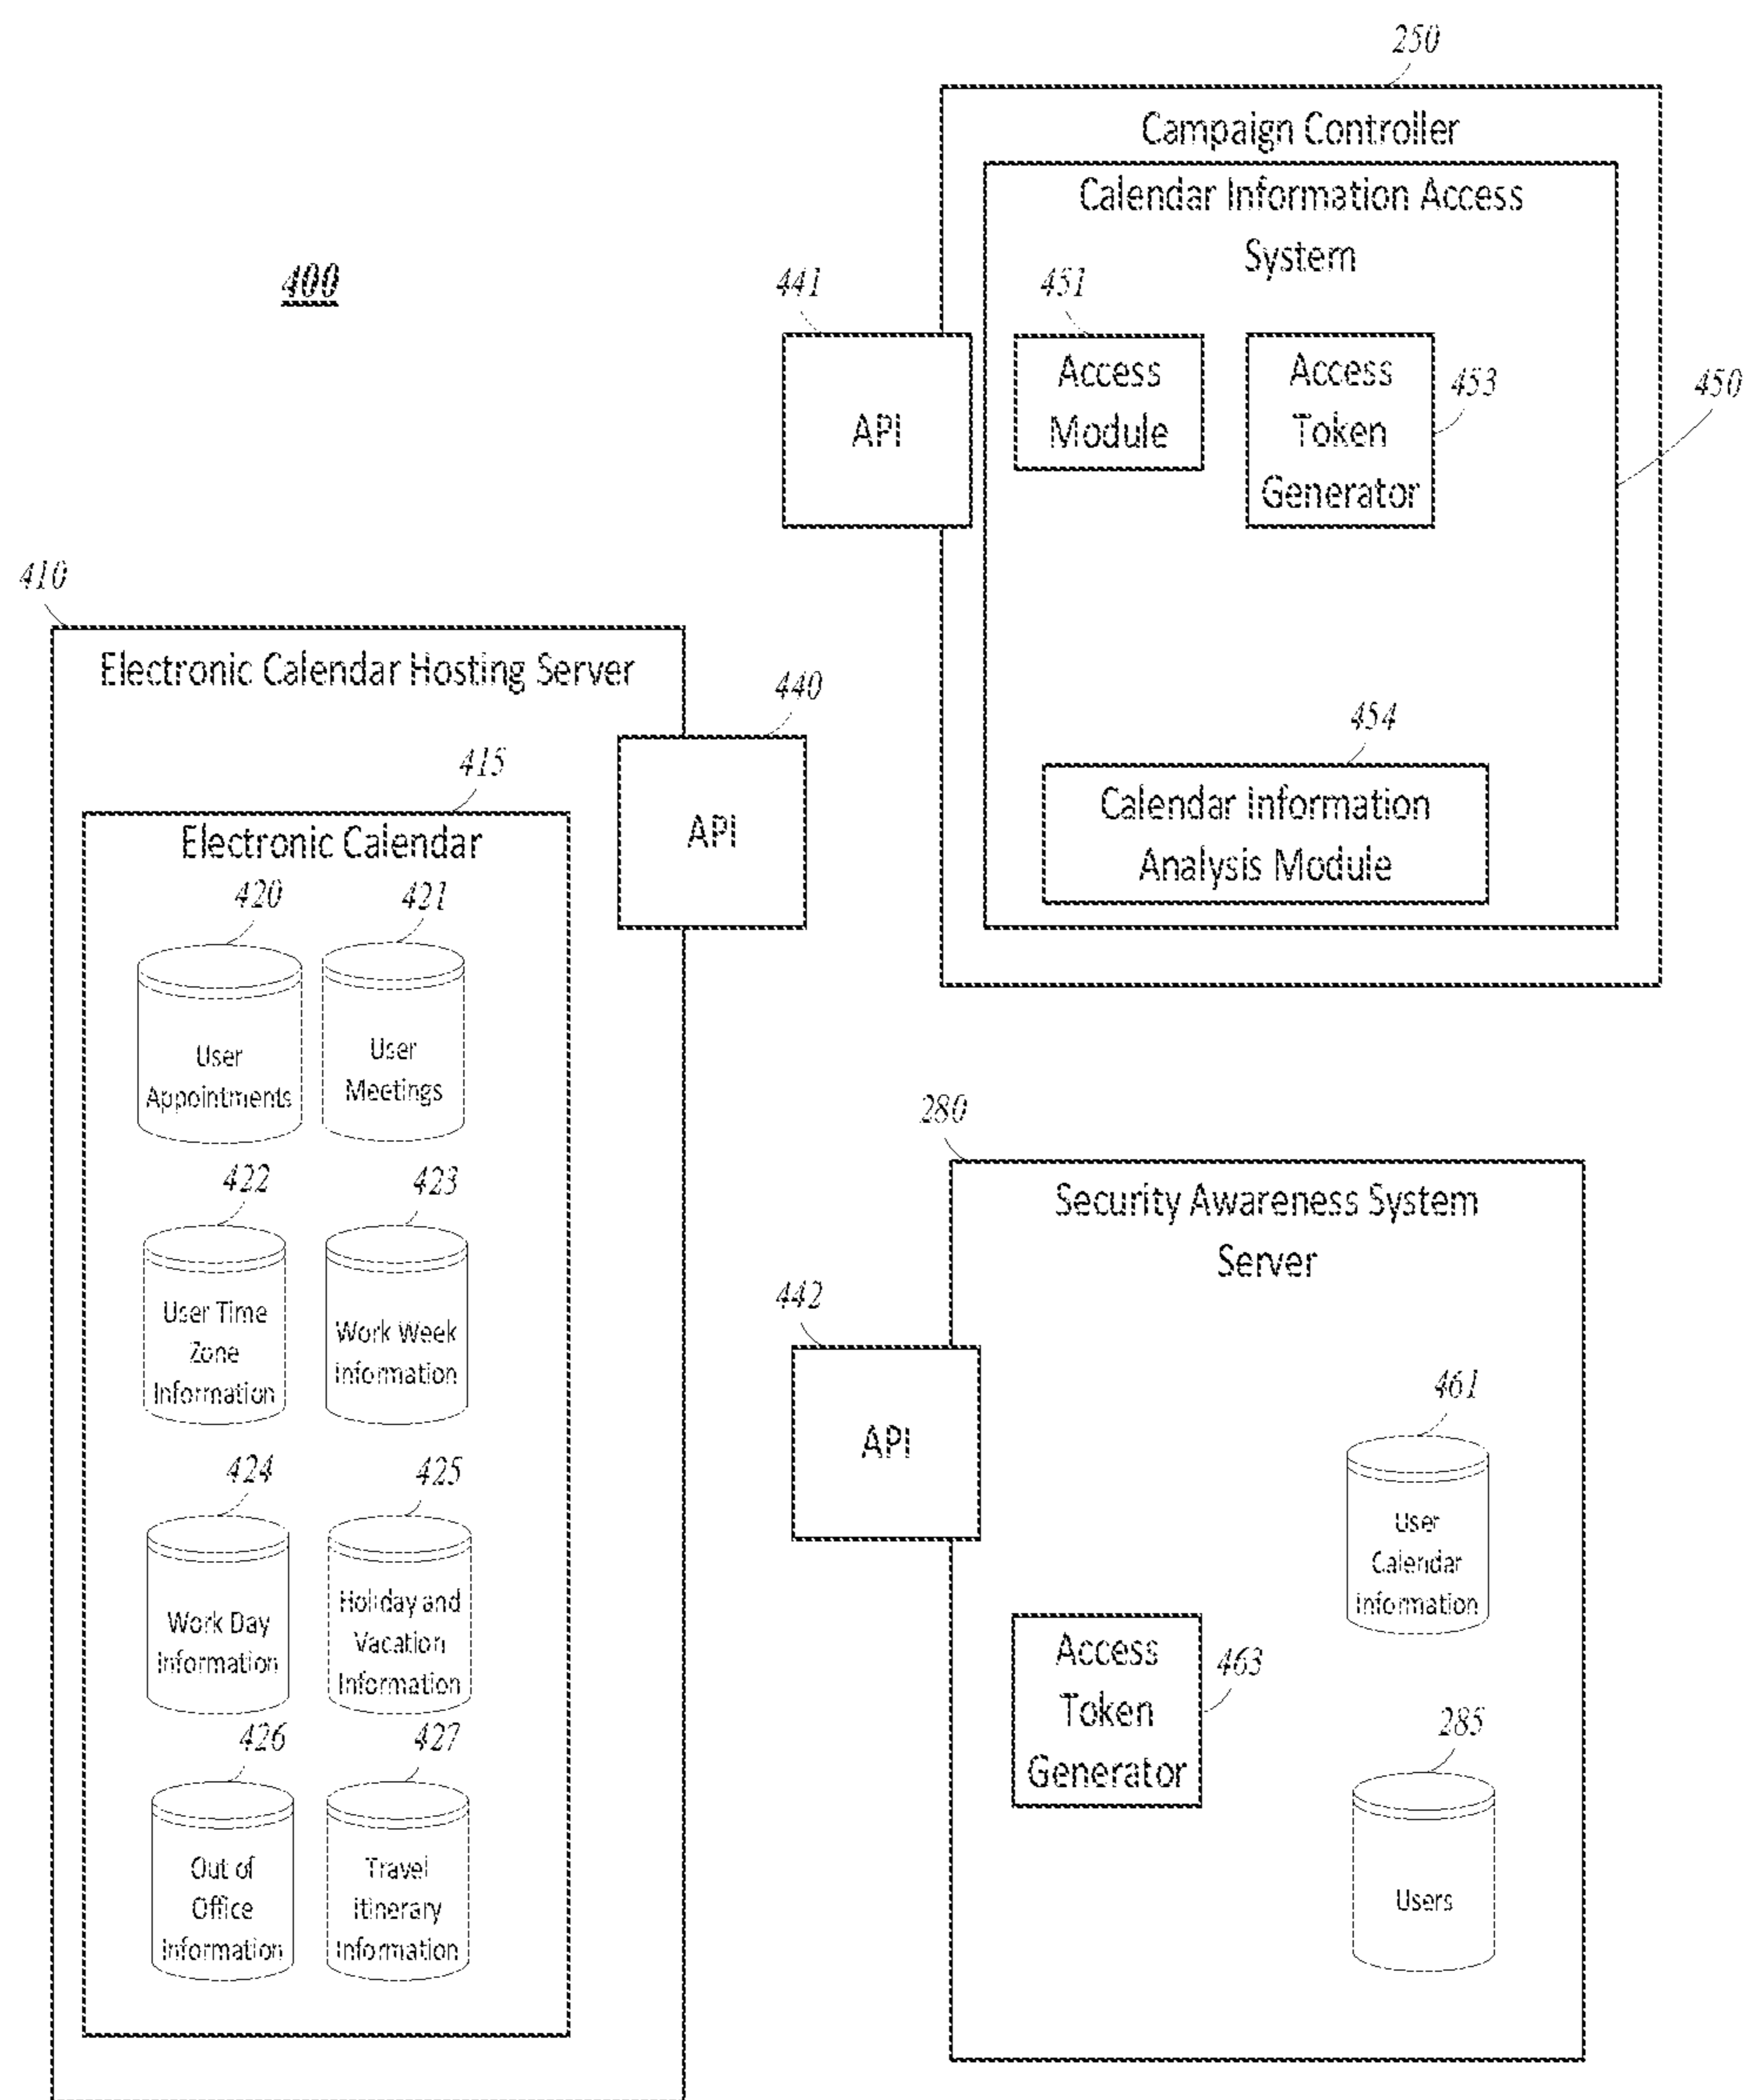 400
250
Campaign Controller
Calendar Information Access
System
441
API
451
Access
Module
Access
Token
Generator
453
450
454
Calendar Information
Analysis Module
410
Electronic Calendar Hosting Server
440
API
415
Electronic Calendar
420
User
Appointments
421
User
Meetings
422
User Time
Zone
Information
423
Work Week
Information
424
Work Day
Information
425
Holiday and
Vacation
Information
426
Out of
Office
Information
427
Travel
Itinerary
Information
280
Security Awareness System
Server
442
API
461
User
Calendar
Information
Access
Token
Generator
463
285
Users